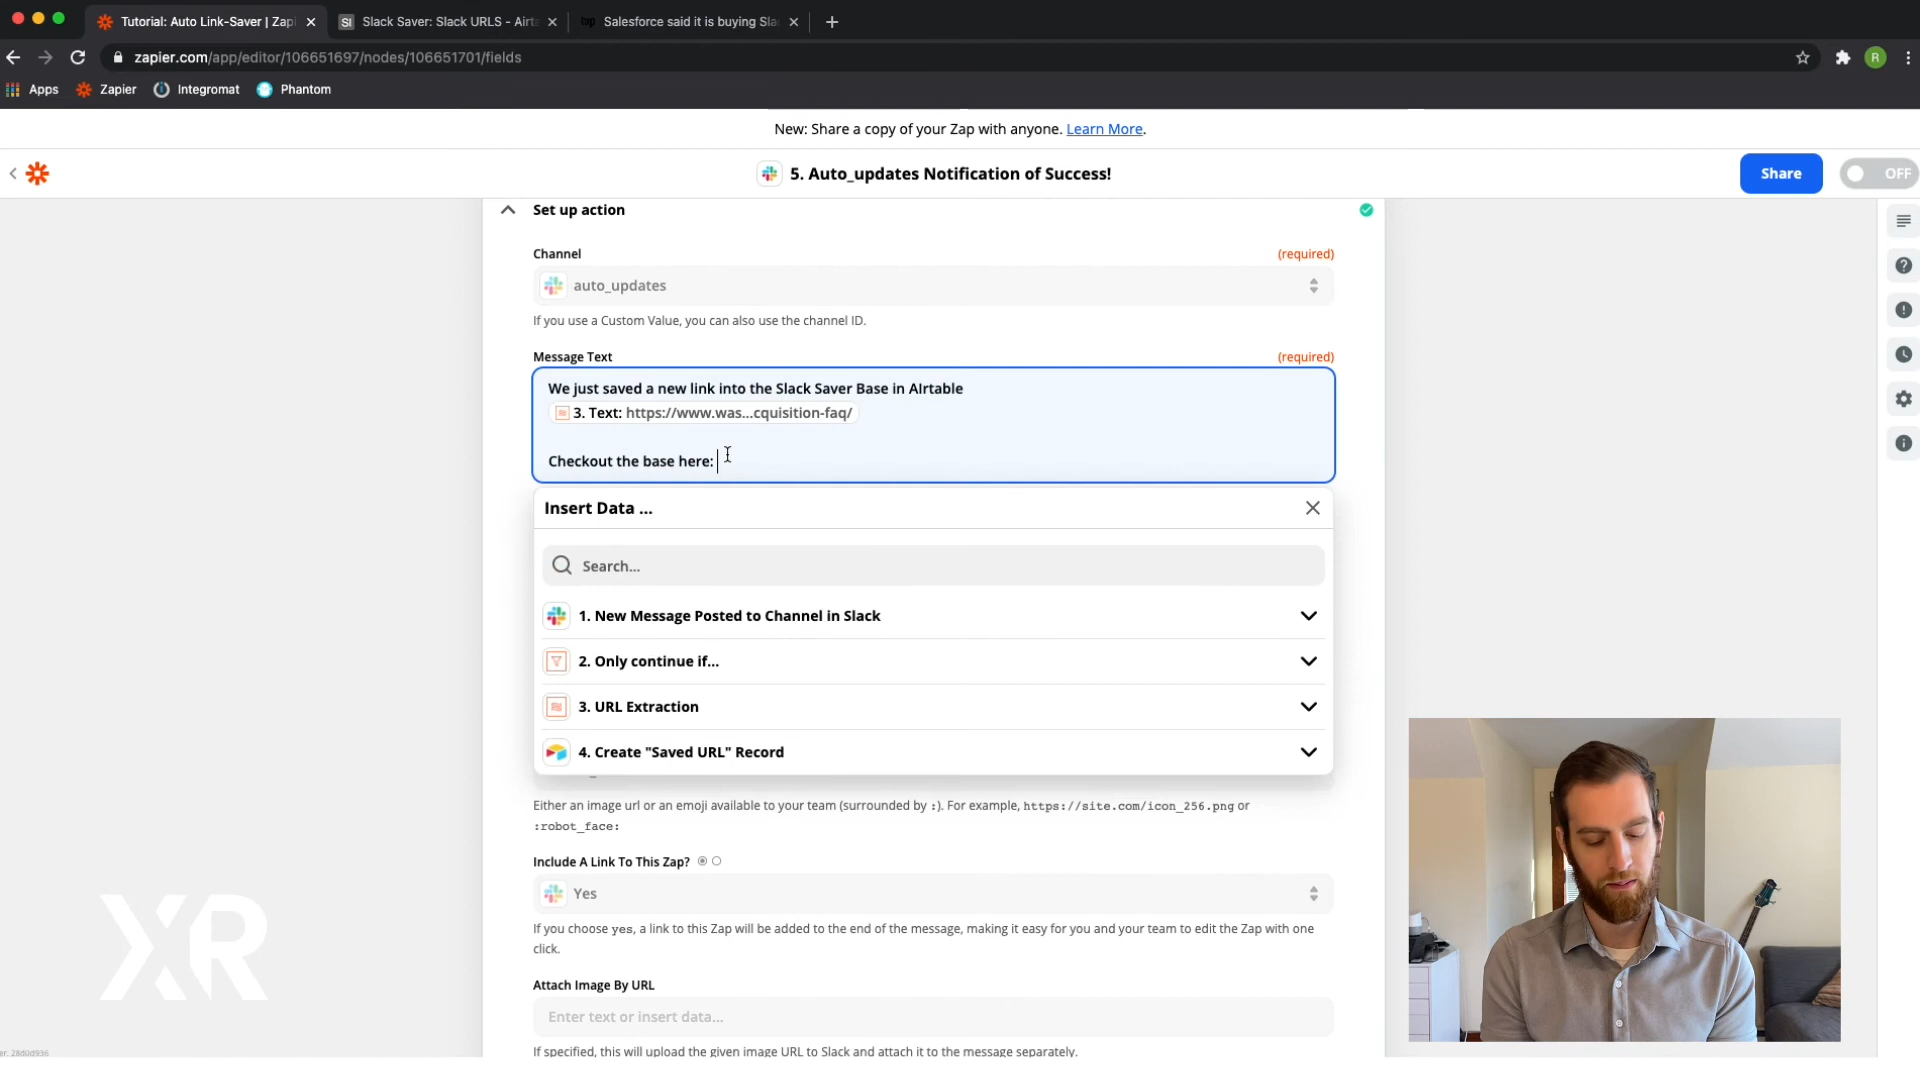 Tutorial: Auto Link-Saver | Zapi
SI Slack Saver: Slack URLS - Airta
Salesforce said it is buying Sla
zapier.com/app/editor/106651697/nodes/106651701/fields
R
Apps Zapier Integromat Phantom
New: Share a copy of your Zap with anyone. Learn More.
5. Auto_updates Notification of Success!
Share
OFF
Set up action
Channel (required)
auto_updates
If you use a Custom Value, you can also use the channel ID.
Message Text (required)
We just saved a new link into the Slack Saver Base in AIrtable
3. Text: https://www.was...cquisition-faq/
Checkout the base here:
Insert Data ...
Search...
1. New Message Posted to Channel in Slack
2. Only continue if...
3. URL Extraction
4. Create "Saved URL" Record
Either an image url or an emoji available to your team (surrounded by :). For example, https://site.com/icon_256.png or
:robot_face:
Include A Link To This Zap?
Yes
If you choose yes, a link to this Zap will be added to the end of the message, making it easy for you and your team to edit the Zap with one
click.
Attach Image By URL
Enter text or insert data...
If specified, this will upload the given image URL to Slack and attach it to the message separately.
XR